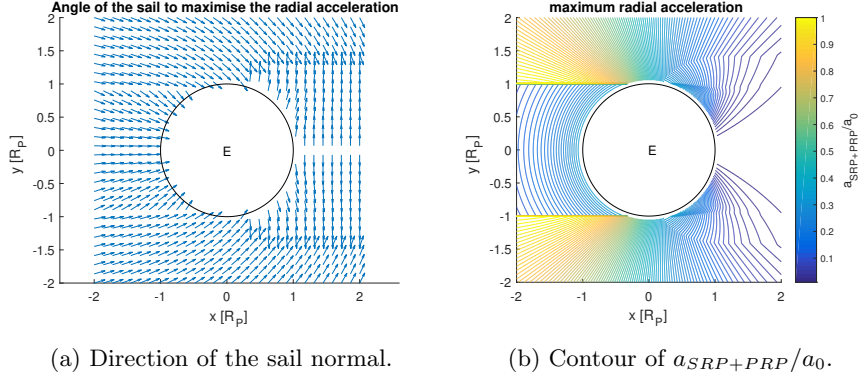 Angle of the sail to maximise the radial acceleration
2
1.5
1
0.5
0
-0.5
-1
-1.5
-2
y [R_P]
E
-2 -1 0 1 2
x [R_P]
(a) Direction of the sail normal.
maximum radial acceleration
2
1.5
1
0.5
0
-0.5
-1
-1.5
-2
y [R_P]
E
-2 -1 0 1 2
x [R_P]
1
0.9
0.8
0.7
0.6
0.5
0.4
0.3
0.2
0.1
a_SRP+PRP/a_0
(b) Contour of a_{SRP+PRP}/a_0.